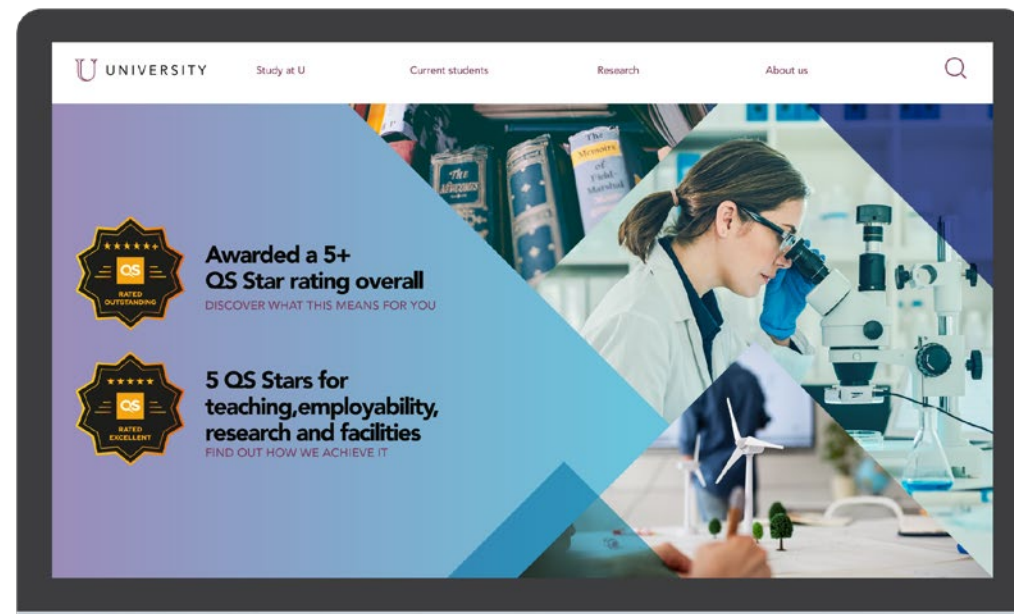 U UNIVERSITY
Study at U
Current students
Research
About us
The
Memoirs
of
Field-
Marshal
The
QS
RATED
OUTSTANDING
Awarded a 5+
QS Star rating overall
DISCOVER WHAT THIS MEANS FOR YOU
QS
RATED
EXCELLENT
5 QS Stars for
teaching,employability,
research and facilities
FIND OUT HOW WE ACHIEVE IT